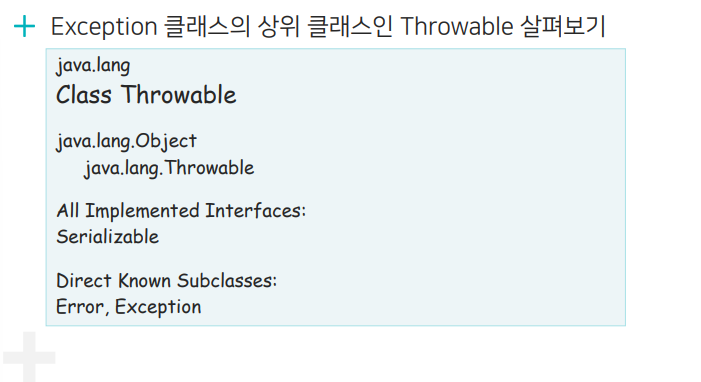 Exception 클래스의 상위 클래스인 Throwable 살펴보기
java.lang
Class Throwable
java.lang.Object
java.lang.Throwable
All Implemented Interfaces:
Serializable
Direct Known Subclasses:
Error, Exception